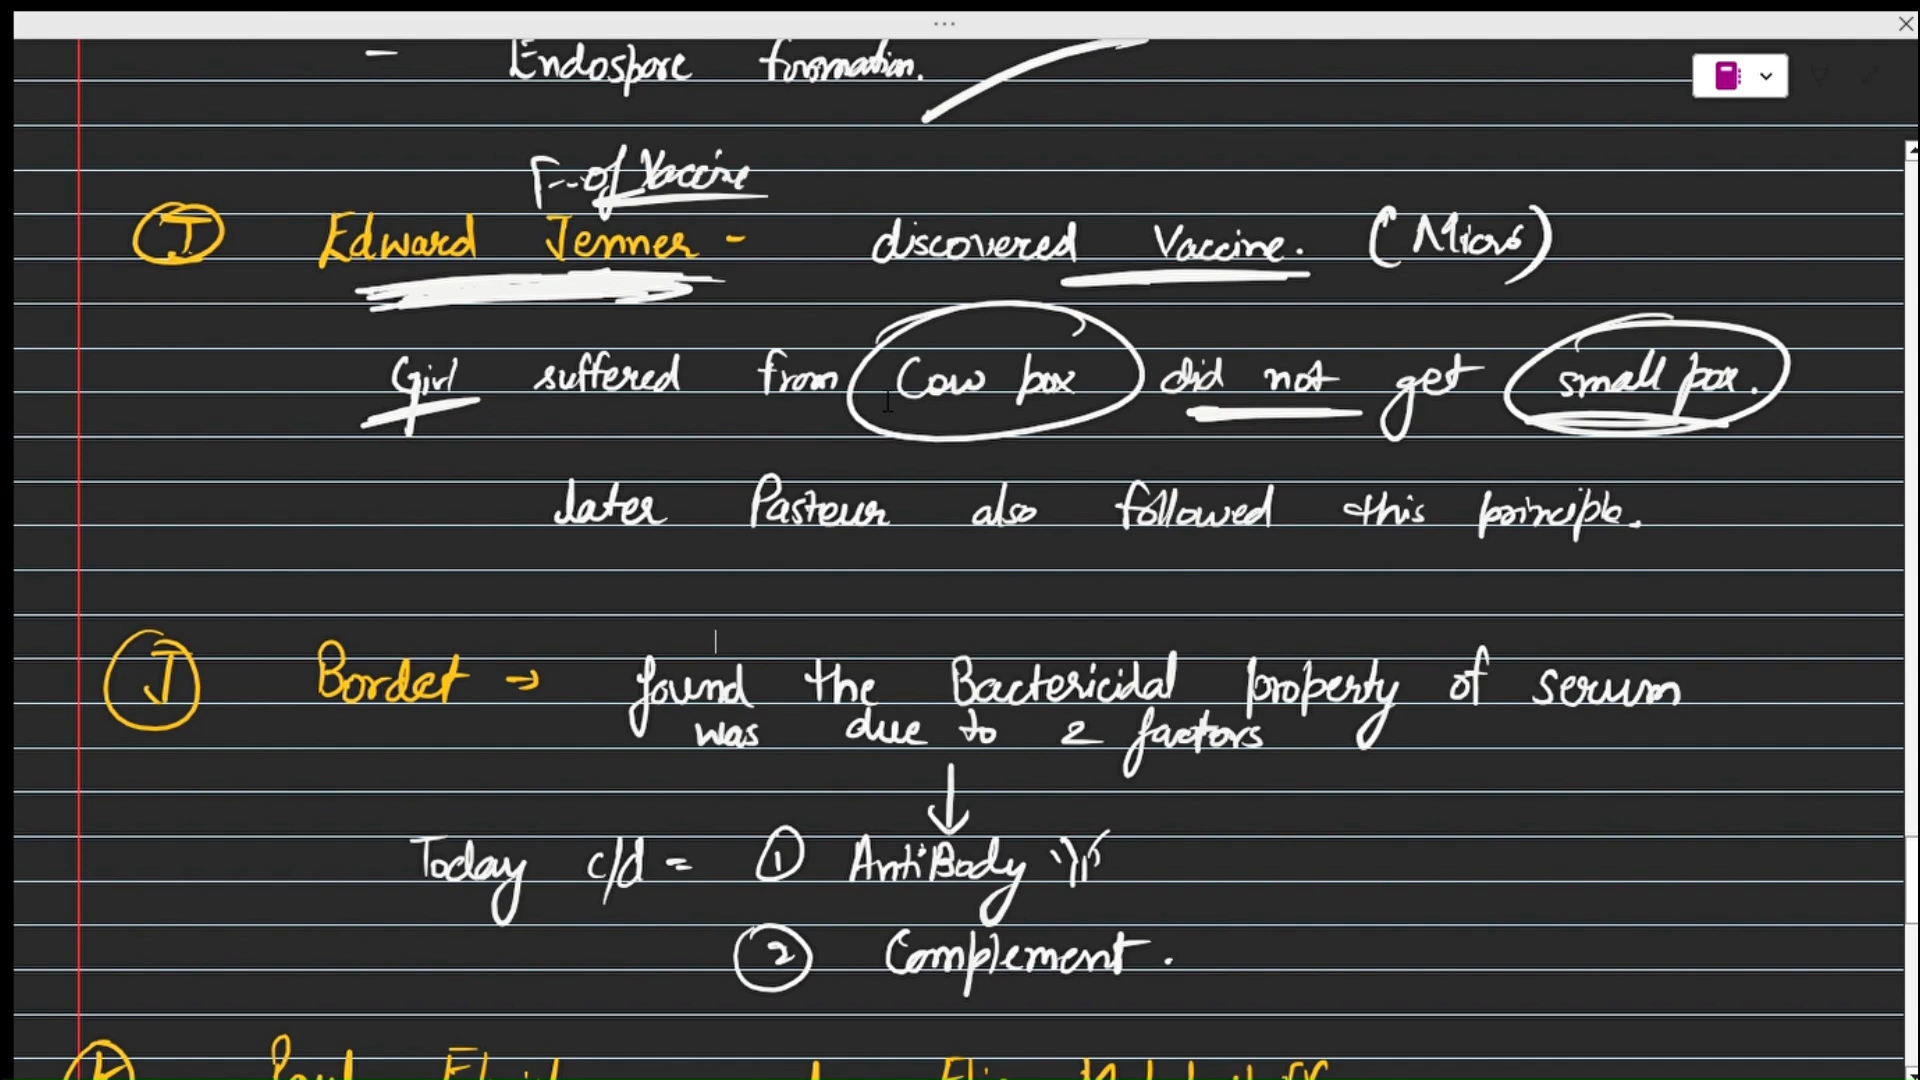 - Endospore formation.
F--of Vaccine
I Edward Jenner - discovered Vaccine. (Micro)
Girl suffered from Cow pox did not get small pox.
later Pasteur also followed this principle.
J Bordet → found the Bactericidal property of serum
was due to 2 factors
↓
Today c/d = 1 AntiBody
2 Complement.
K Paul